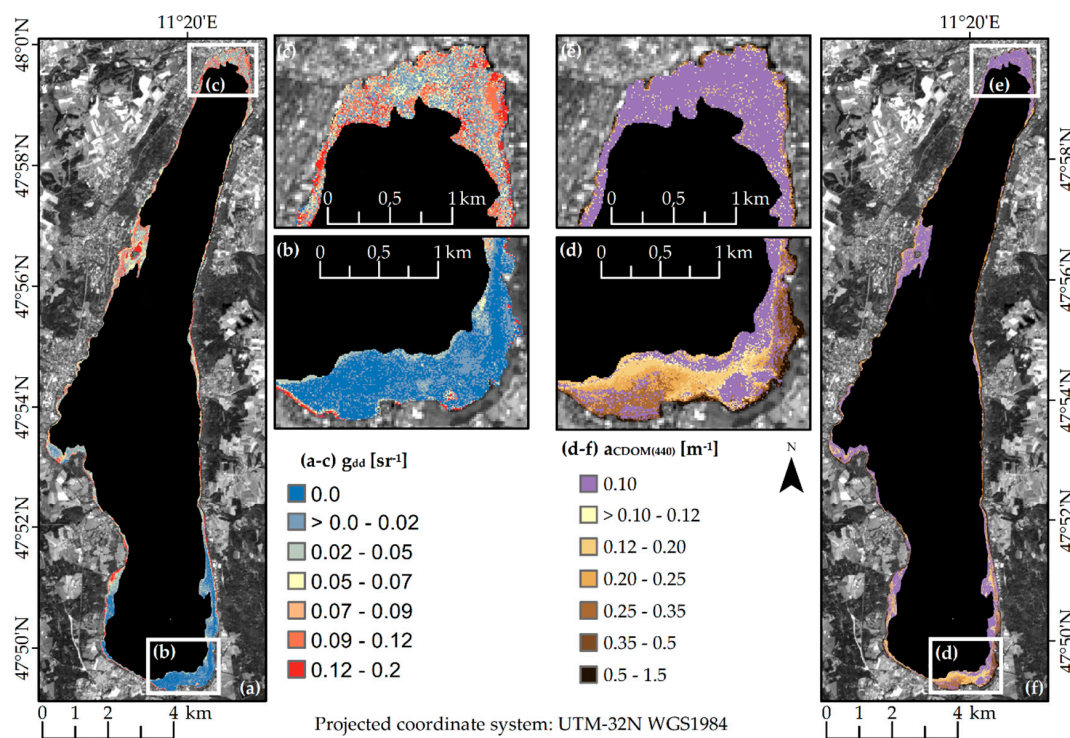 11°20'E
11°20'E
48°0'N
47°58'N
47°56'N
47°54'N
47°52'N
47°50'N
(c)
(b)
(a)
0 2 4 km
(c)
0 0,5 1 km
(b)
0 0,5 1 km
(e)
0 0,5 1 km
(d)
0 0,5 1 km
(a-c) gdd [sr-1]
0.0
> 0.0 - 0.02
0.02 - 0.05
0.05 - 0.07
0.07 - 0.09
0.09 - 0.12
0.12 - 0.2
(d-f) aCDOM(440) [m-1]
0.10
> 0.10 - 0.12
0.12 - 0.20
0.20 - 0.25
0.25 - 0.35
0.35 - 0.5
0.5 - 1.5
N
(e)
(d)
(f)
47°58'N
47°56'N
47°54'N
47°52'N
47°50'N
0 2 4 km
Projected coordinate system: UTM-32N WGS1984